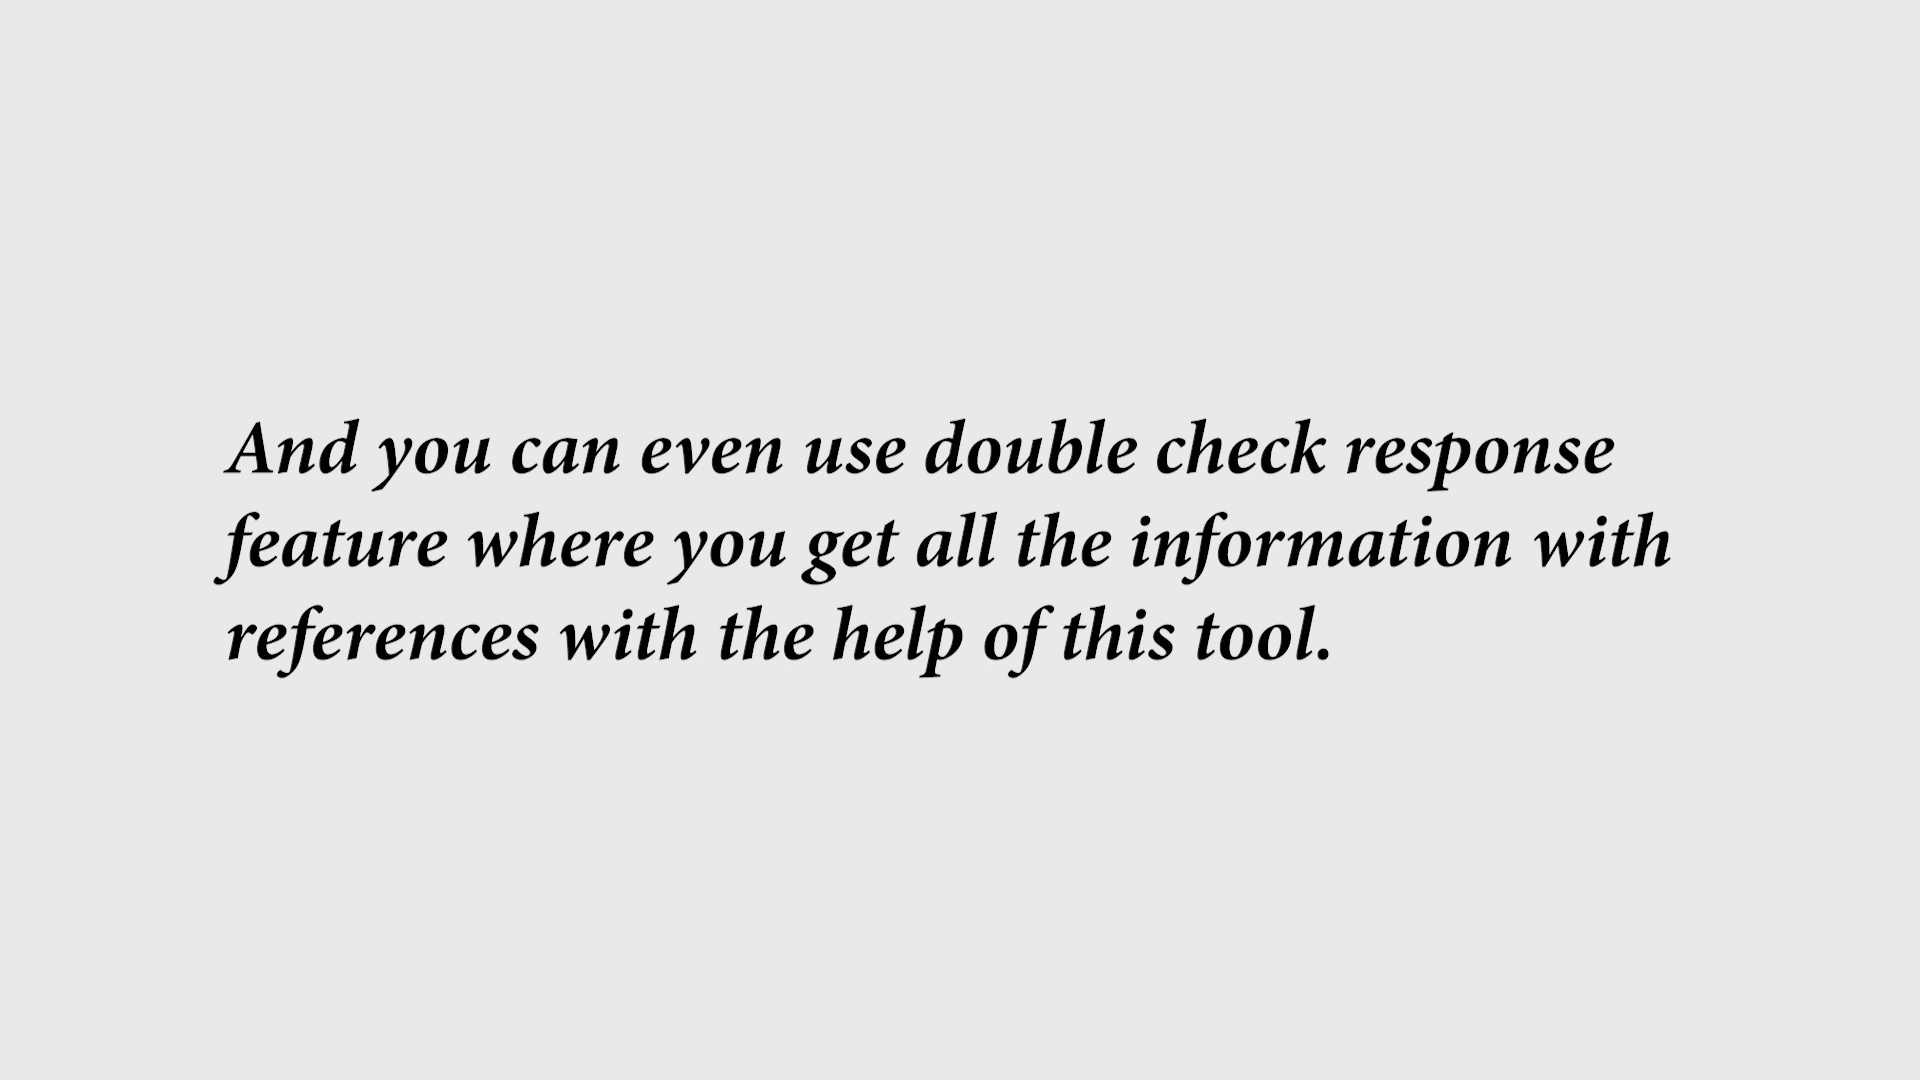 And you can even use double check response
feature where you get all the information with
references with the help of this tool.